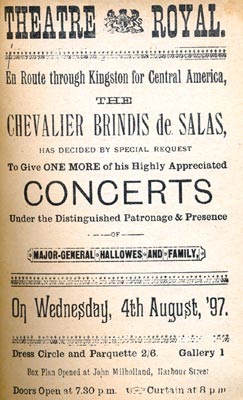 THEATRE ROYAL.
En Route through Kingston for Central America,
THE
CHEVALIER BRINDIS de SALAS,
HAS DECIDED BY SPECIAL REQUEST
To Give ONE MORE of his Highly Appreciated
CONCERTS
Under the Distinguished Patronage & Presence
—OF—
MAJOR-GENERAL HALLOWES AND FAMILY,
On Wednesday, 4th August, '97.
Dress Circle and Parquette 2/6. Gallery 1
Box Plan Opened at John Milholland, Harbour Street
Doors Open at 7.30 p.m. Curtain at 8 p m